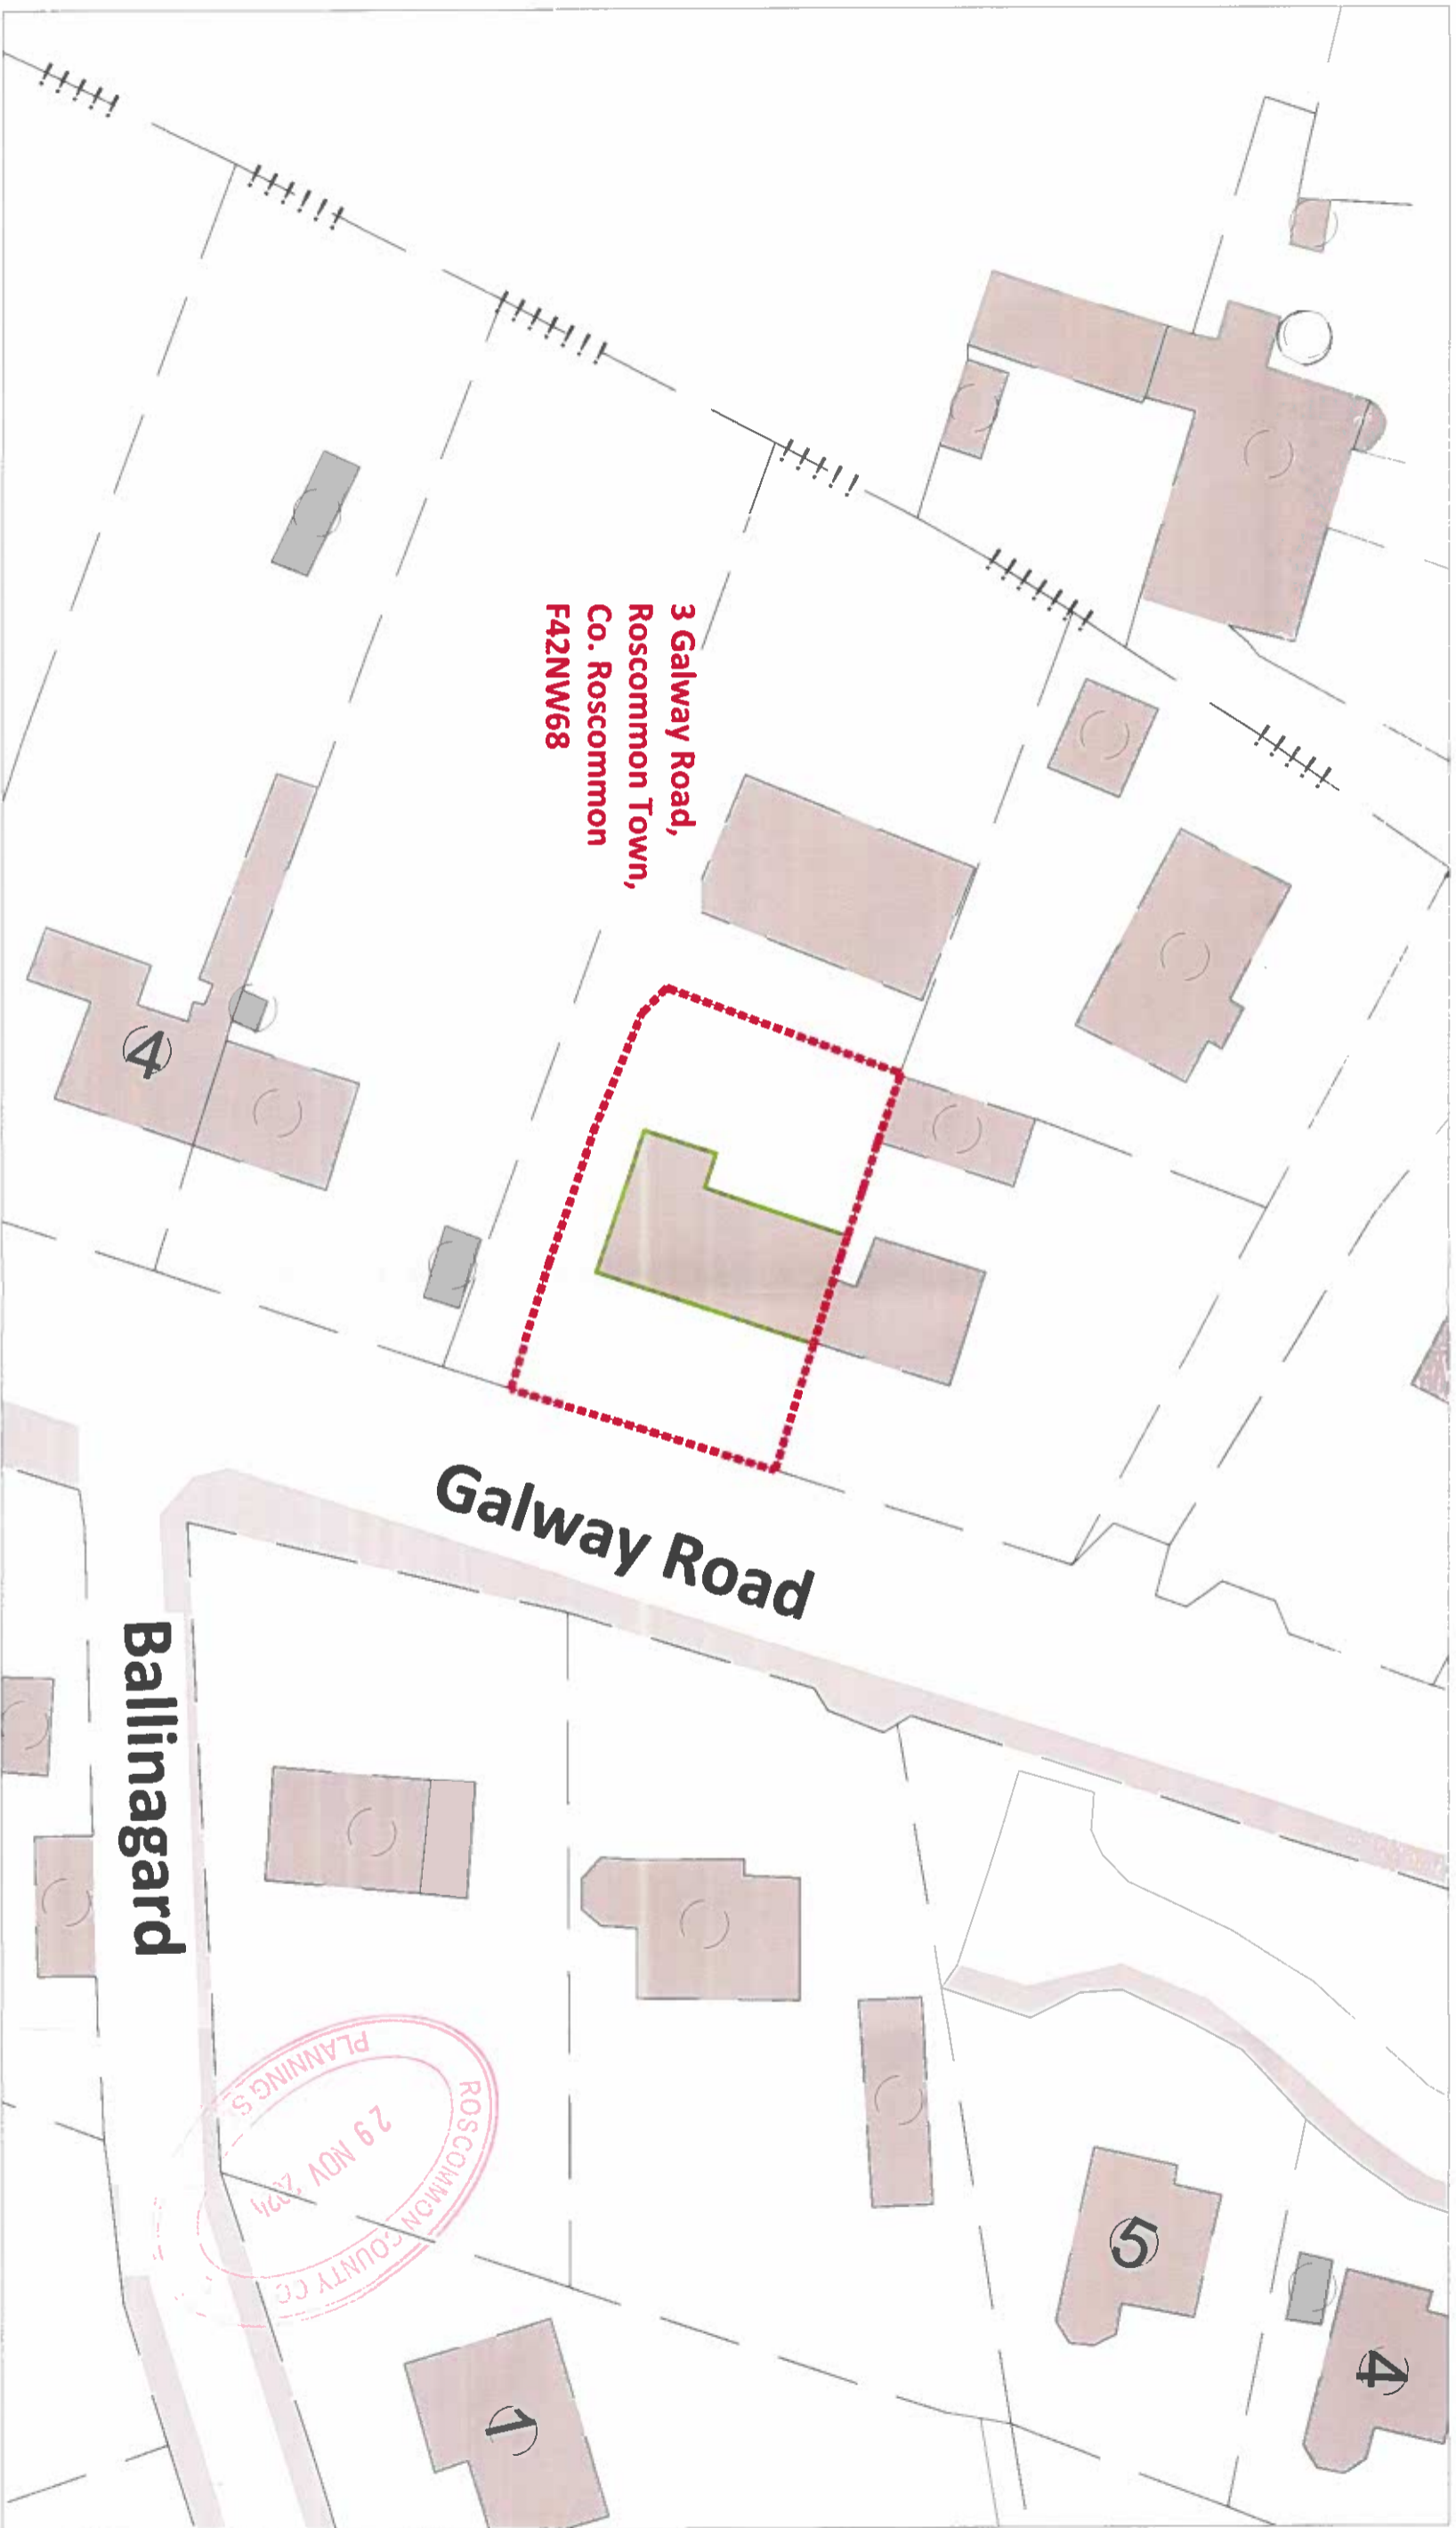 3 Galway Road,
Roscommon Town,
Co. Roscommon
F42NW68
4
Galway Road
Ballinagard
5
4
1
ROSCOMMON COUNTY CO
29 NOV 2024
PLANNING S